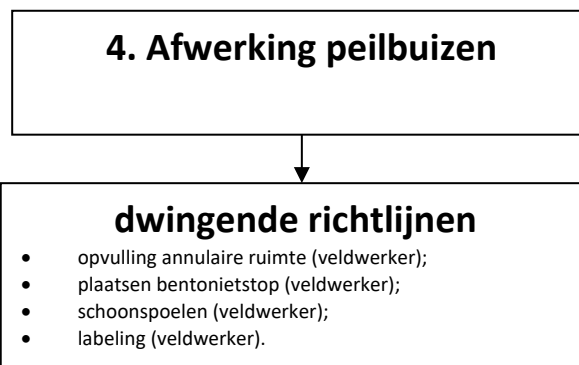 4. Afwerking peilbuizen
dwingende richtlijnen
• opvulling annulaire ruimte (veldwerker);
• plaatsen bentonietstop (veldwerker);
• schoonspoelen (veldwerker);
• labeling (veldwerker).